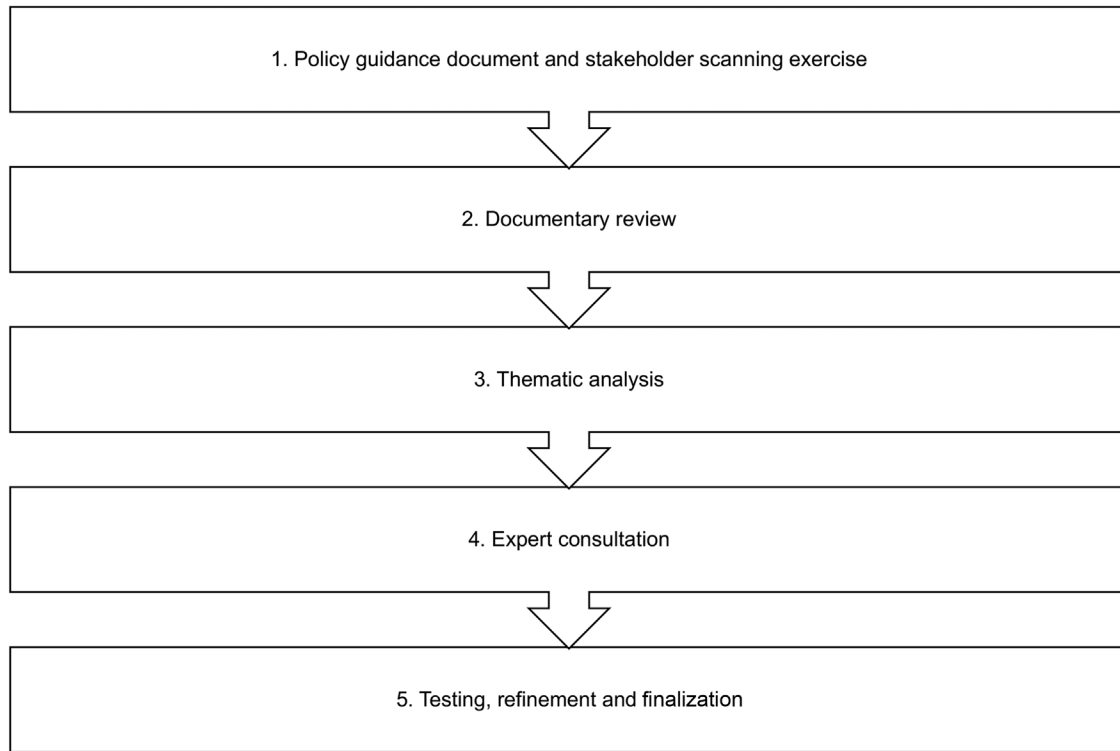 1. Policy guidance document and stakeholder scanning exercise
2. Documentary review
3. Thematic analysis
4. Expert consultation
5. Testing, refinement and finalization